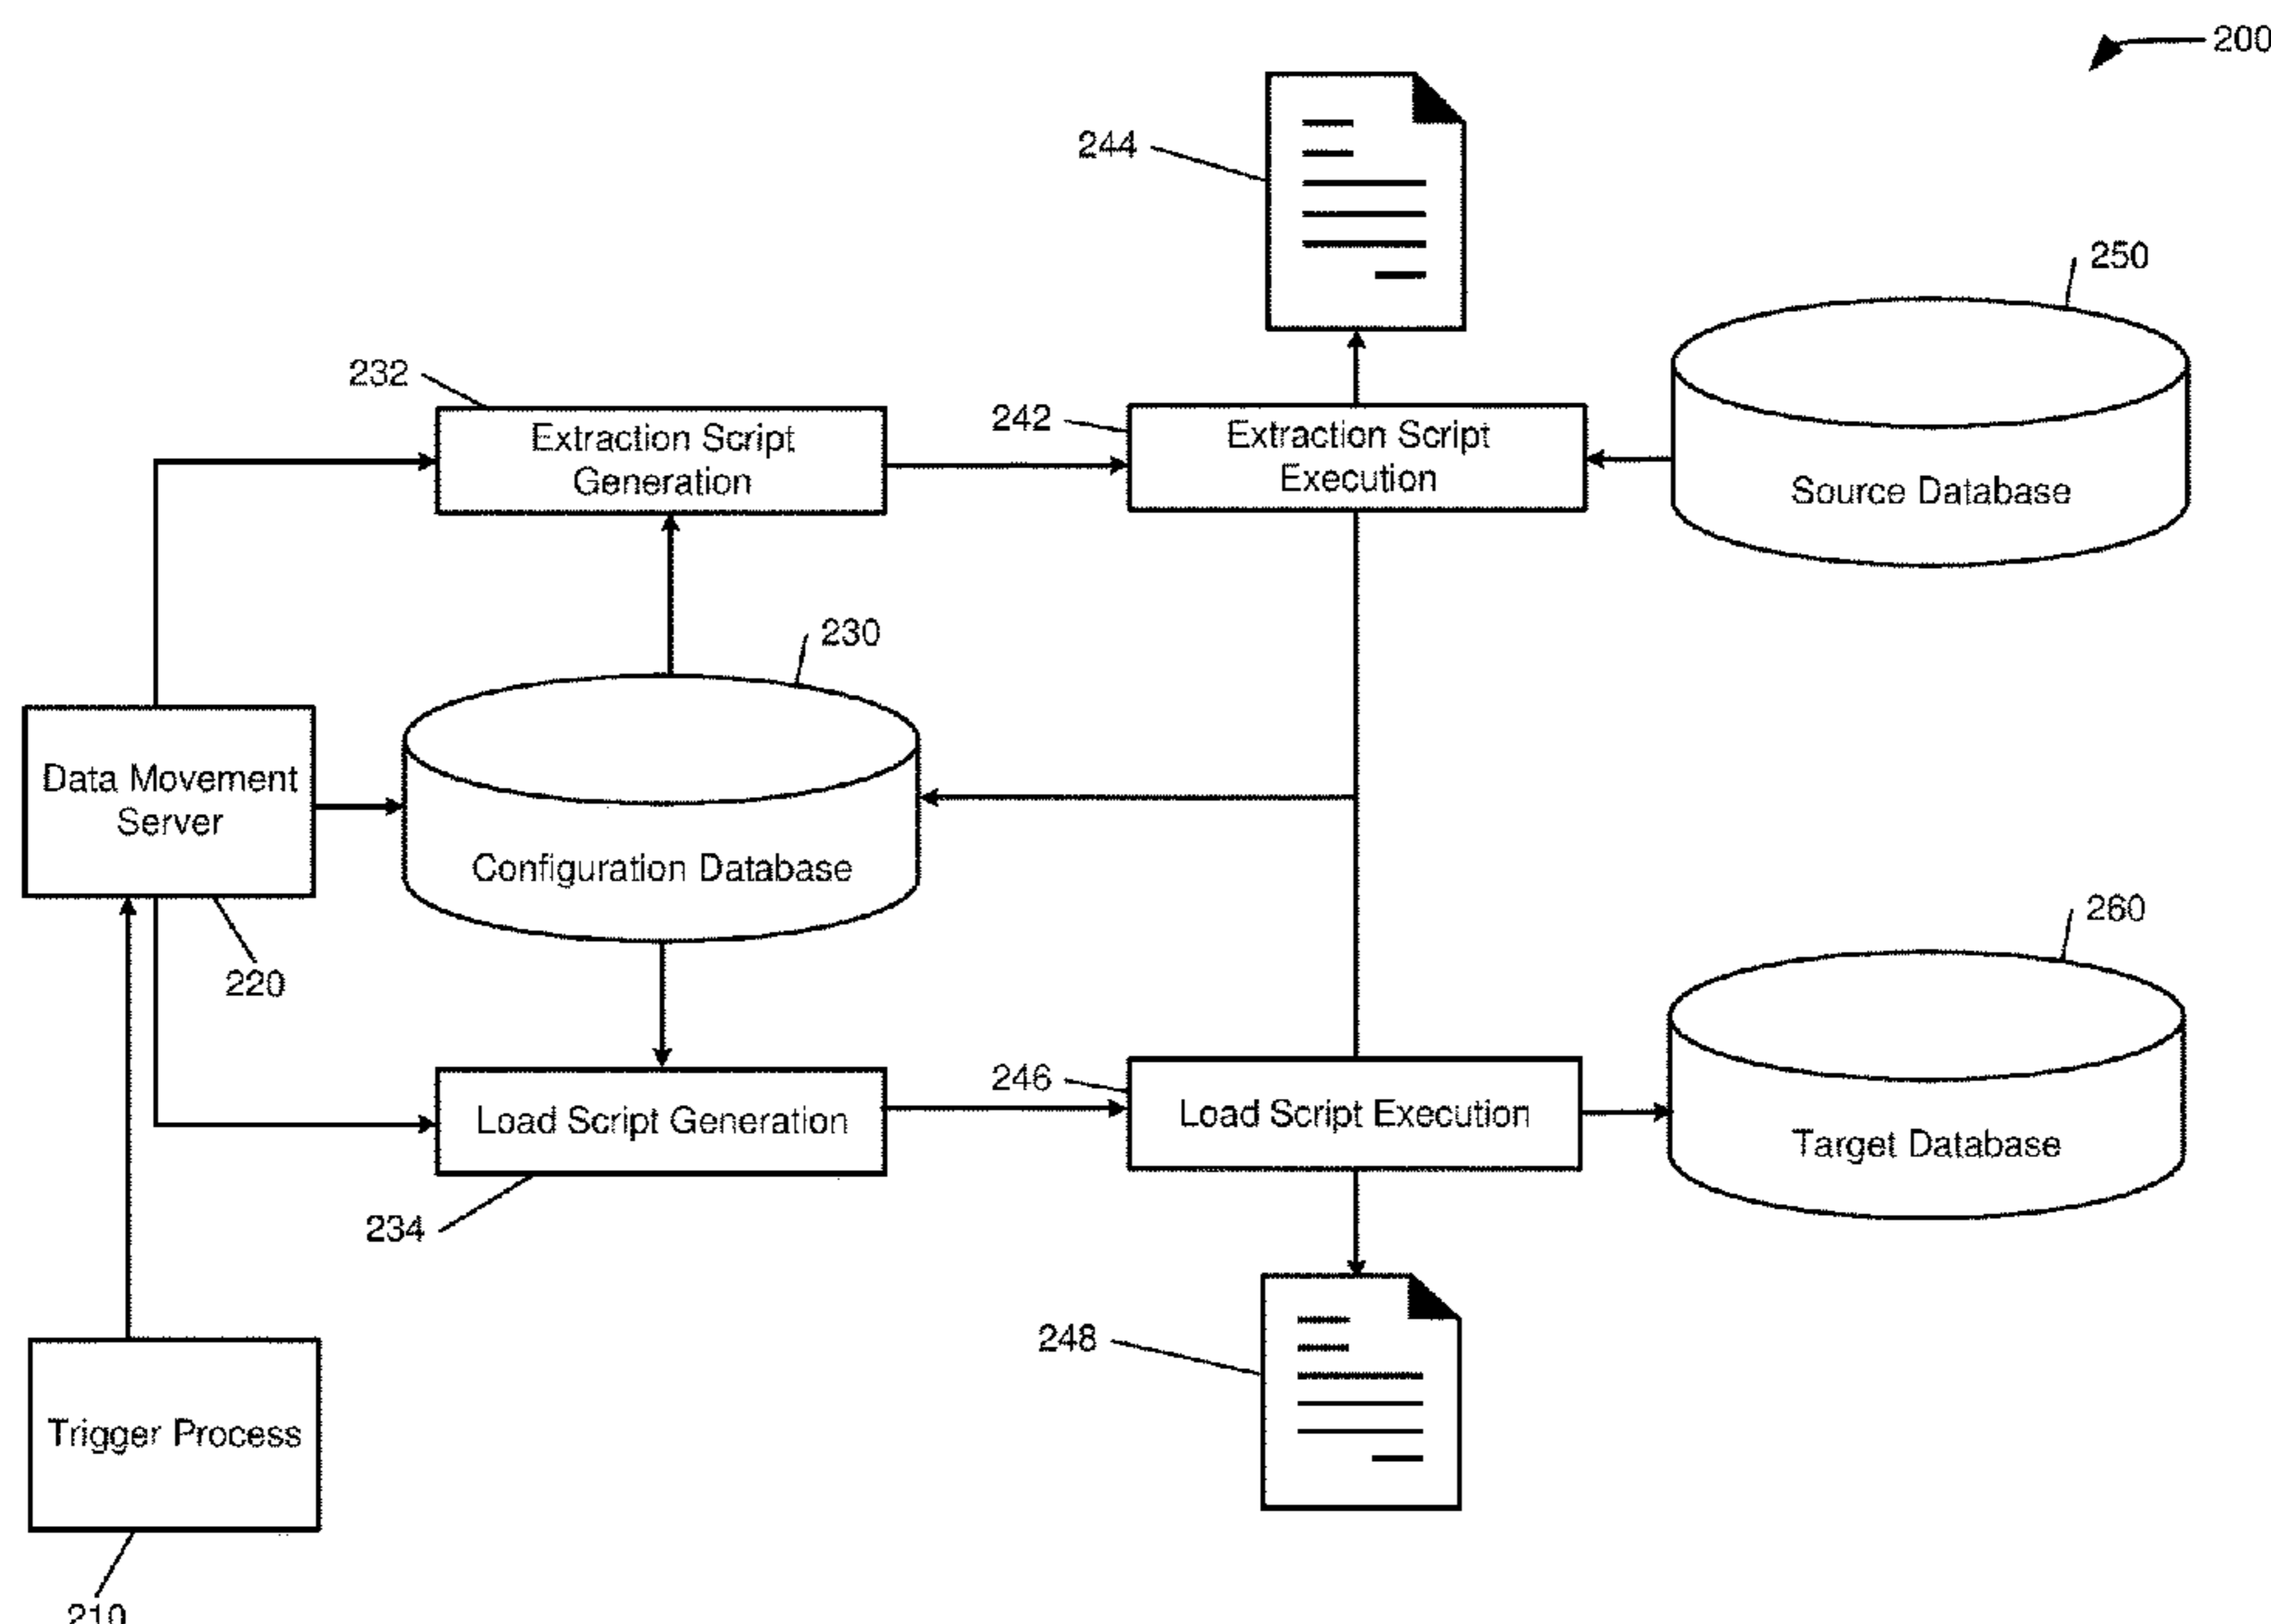 200
244
250
232
Extraction Script
Generation
242
Extraction Script
Execution
Source Database
230
Data Movement
Server
Configuration Database
220
260
Load Script Generation
246
Load Script Execution
Target Database
234
248
Trigger Process
210